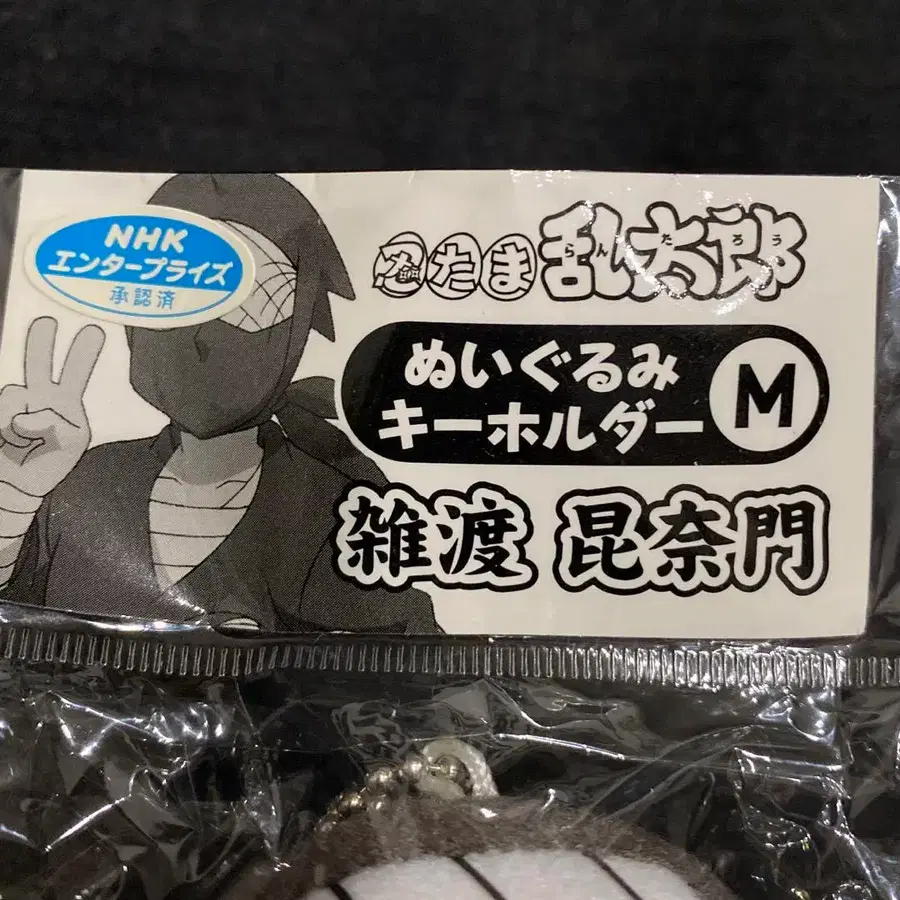 NHK
エンタープライズ
承認済
忍たま乱太郎
らんたろう
ぬいぐるみ
キーホルダー M
雑渡 昆奈門